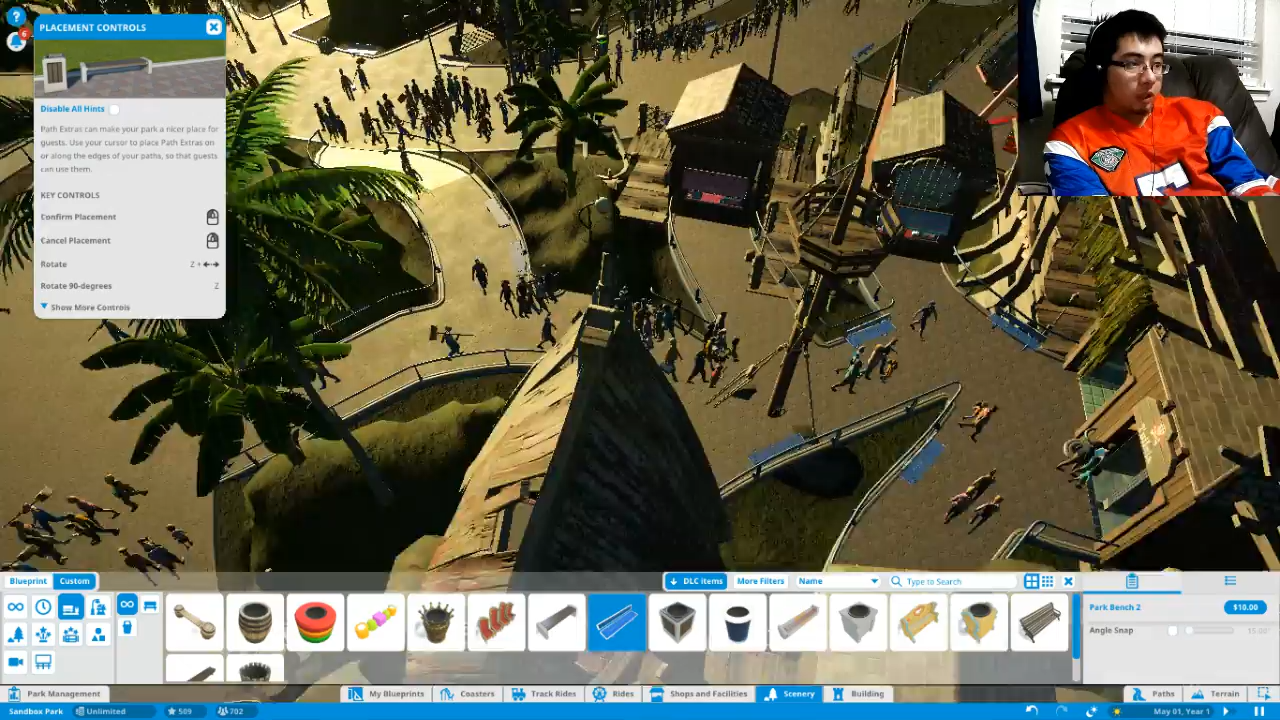 ?
6
PLACEMENT CONTROLS
Disable All Hints
Path Extras can make your park a nicer place for
guests. Use your cursor to place Path Extras on
or along the edges of your paths, so that guests
can use them.
KEY CONTROLS
Confirm Placement
Cancel Placement
Rotate Z +
Rotate 90-degrees Z
Show More Controls
Blueprint Custom
DLC Items More Filters Name Type to Search
Park Bench 2 $10.00
Angle Snap 15.00°
Park Management My Blueprints Coasters Track Rides Rides Shops and Facilities Scenery Building Paths Terrain
Sandbox Park Unlimited 509 702 May 01, Year 1